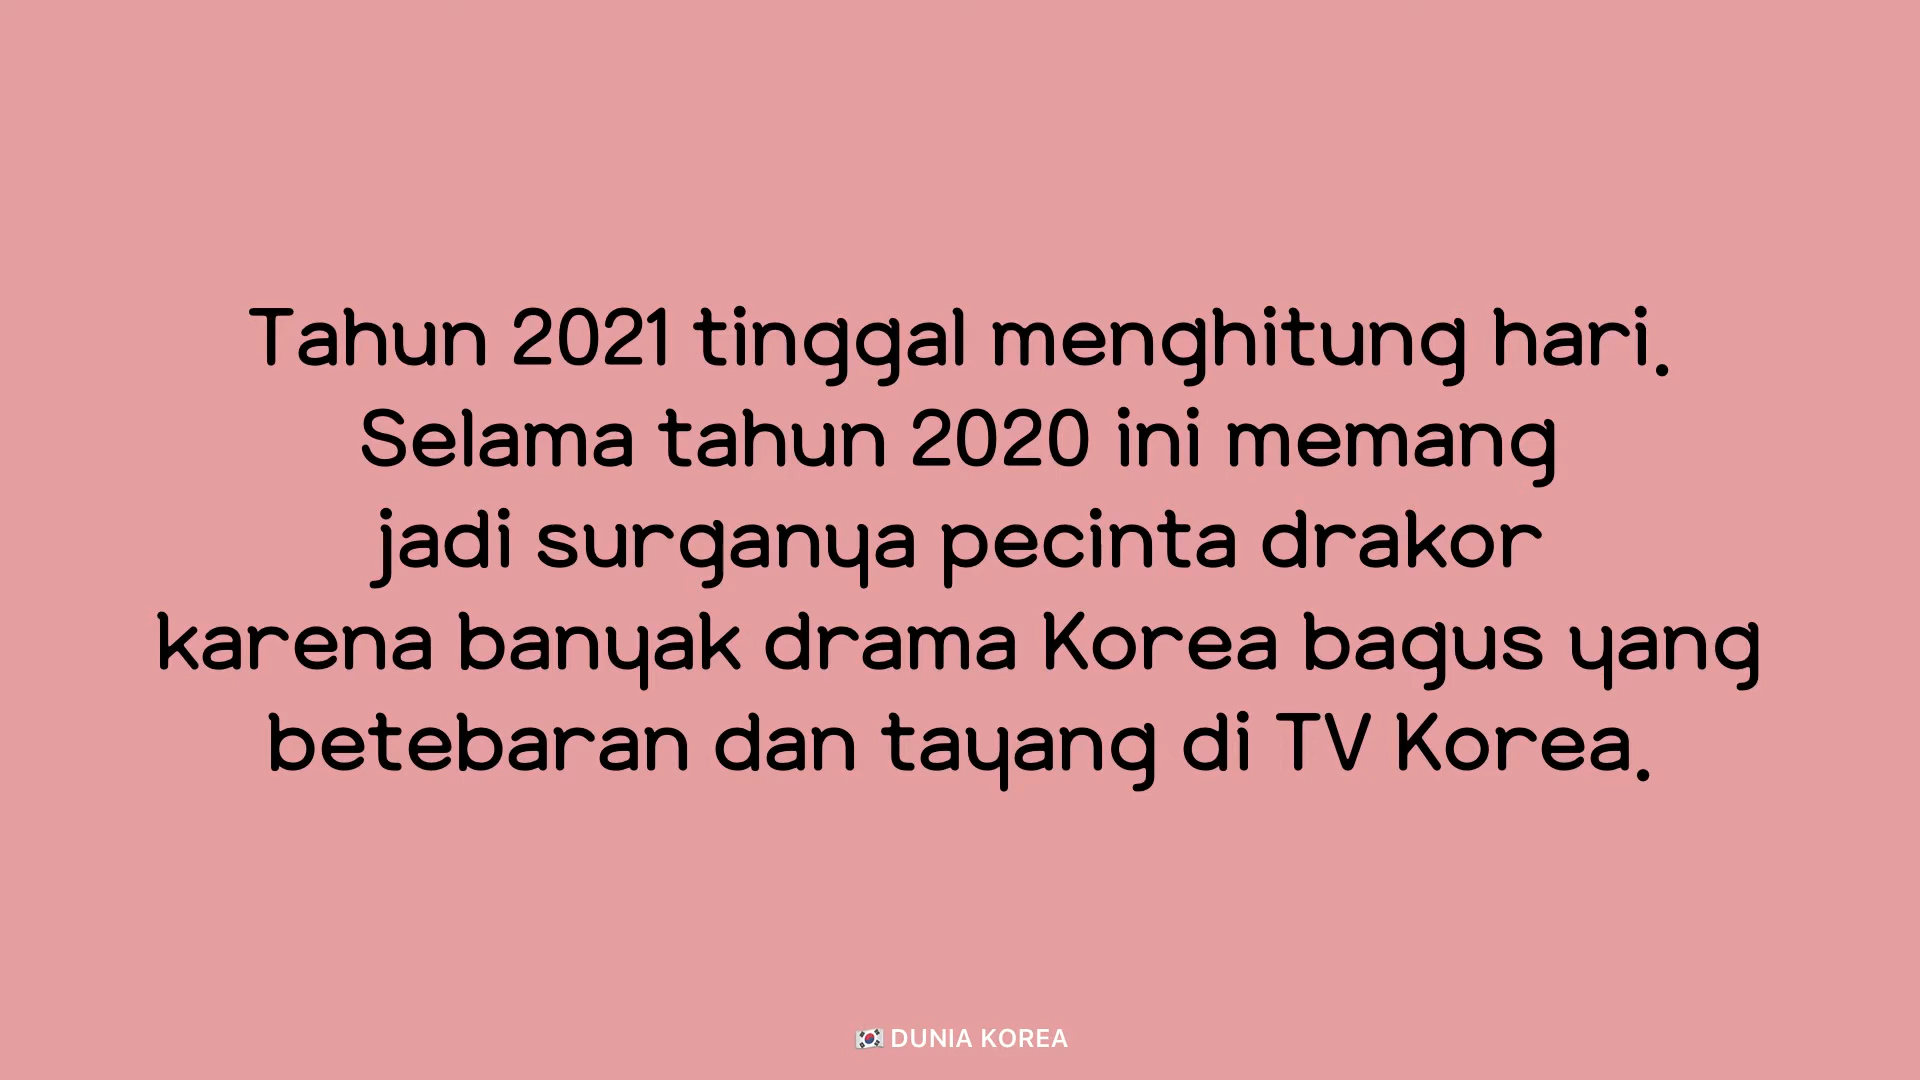 Tahun 2021 tinggal menghitung hari.
Selama tahun 2020 ini memang
jadi surganya pecinta drakor
karena banyak drama Korea bagus yang
betebaran dan tayang di TV Korea.
🇰🇷 DUNIA KOREA